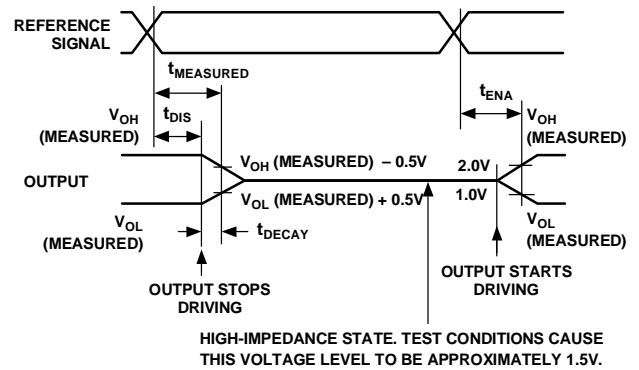 REFERENCE
SIGNAL
tMEASURED
tENA
tDIS
VOH
(MEASURED)
VOH
(MEASURED)
VOH (MEASURED) – 0.5V
2.0V
OUTPUT
VOL (MEASURED) + 0.5V
1.0V
VOL
(MEASURED)
VOL
(MEASURED)
tDECAY
OUTPUT STOPS
DRIVING
OUTPUT STARTS
DRIVING
HIGH-IMPEDANCE STATE. TEST CONDITIONS CAUSE
THIS VOLTAGE LEVEL TO BE APPROXIMATELY 1.5V.